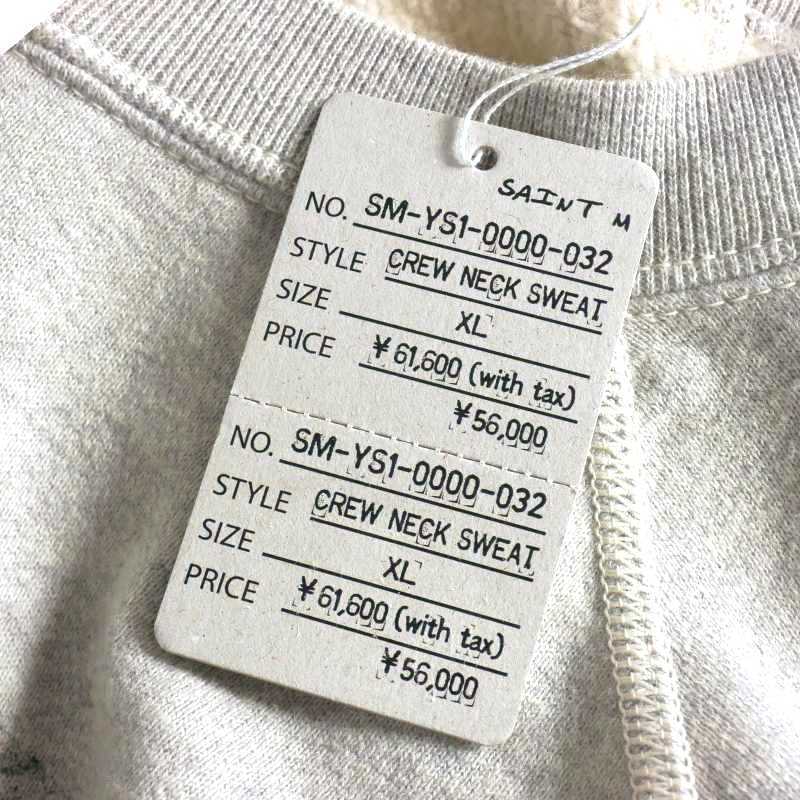 SAINT M
NO. SM-YS1-0000-032
STYLE CREW NECK SWEAT
SIZE XL
PRICE ¥61,600 (with tax)
¥56,000
NO. SM-YS1-0000-032
STYLE CREW NECK SWEAT
SIZE XL
PRICE ¥61,600 (with tax)
¥56,000